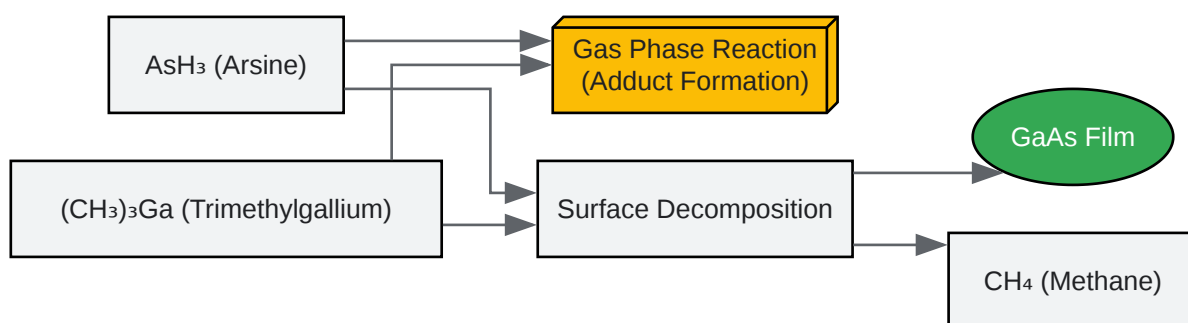 AsH₃ (Arsine)
Gas Phase Reaction
(Adduct Formation)
GaAs Film
(CH₃)₃Ga (Trimethylgallium)
Surface Decomposition
CH₄ (Methane)